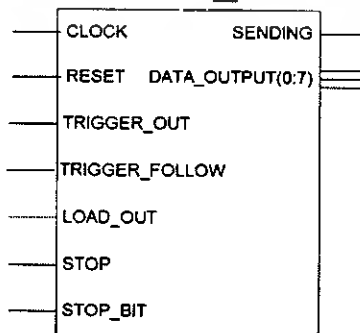 CLOCK SENDING
RESET DATA_OUTPUT(0:7)
TRIGGER_OUT
TRIGGER_FOLLOW
LOAD_OUT
STOP
STOP_BIT